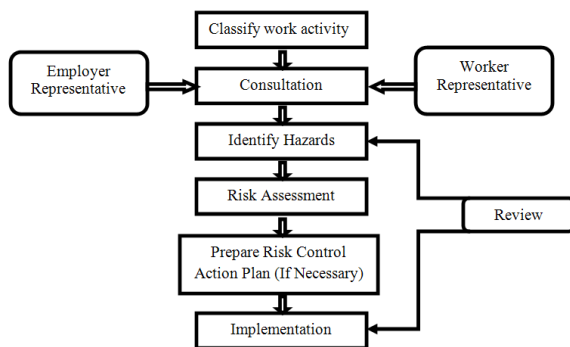 Classify work activity
Employer
Representative
Consultation
Worker
Representative
Identify Hazards
Risk Assessment
Review
Prepare Risk Control
Action Plan (If Necessary)
Implementation